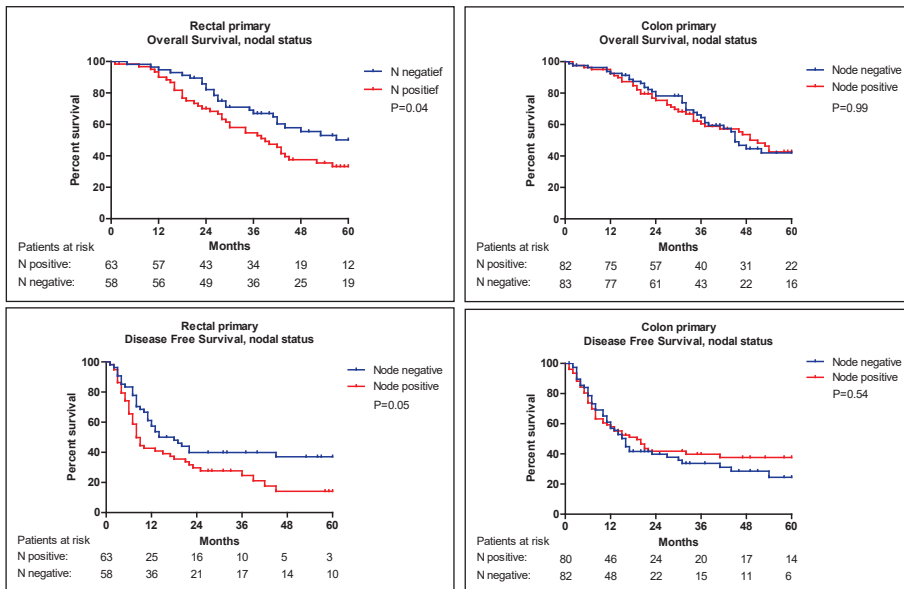 Rectal primary
Overall Survival, nodal status
100
80
60
40
20
0
Percent survival
0 12 24 36 48 60
Months
N negatief
N positief
P=0.04
Patients at risk
N positive: 63 57 43 34 19 12
N negative: 58 56 49 36 25 19
Colon primary
Overall Survival, nodal status
100
80
60
40
20
0
Percent survival
0 12 24 36 48 60
Months
Node negative
Node positive
P=0.99
Patients at risk
N positive: 82 75 57 40 31 22
N negative: 83 77 61 43 22 16
Rectal primary
Disease Free Survival, nodal status
100
80
60
40
20
0
Percent survival
0 12 24 36 48 60
Months
Node negative
Node positive
P=0.05
Patients at risk
N positive: 63 25 16 10 5 3
N negative: 58 36 21 17 14 10
Colon primary
Disease Free Survival, nodal status
100
80
60
40
20
0
Percent survival
0 12 24 36 48 60
Months
Node negative
Node positive
P=0.54
Patients at risk
N positive: 80 46 24 20 17 14
N negative: 82 48 22 15 11 6